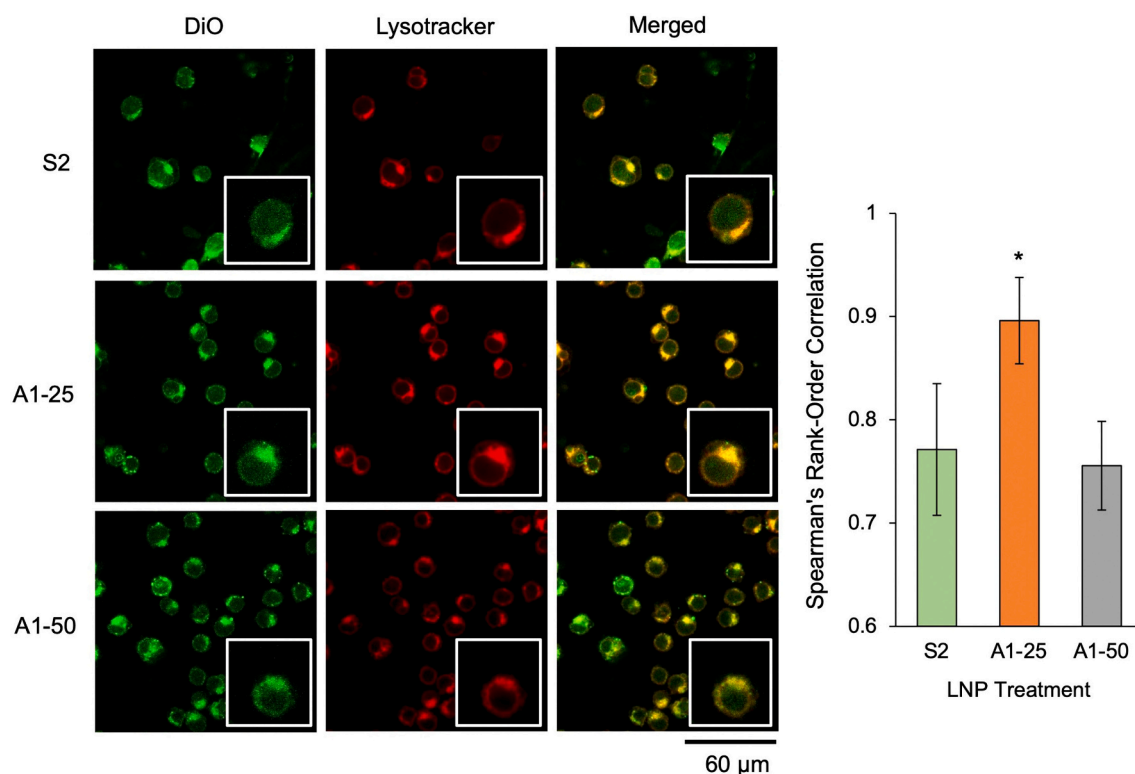 DiO
Lysotracker
Merged
S2
A1-25
A1-50
60 µm
Spearman's Rank-Order Correlation
1
0.9
0.8
0.7
0.6
*
S2
A1-25
A1-50
LNP Treatment